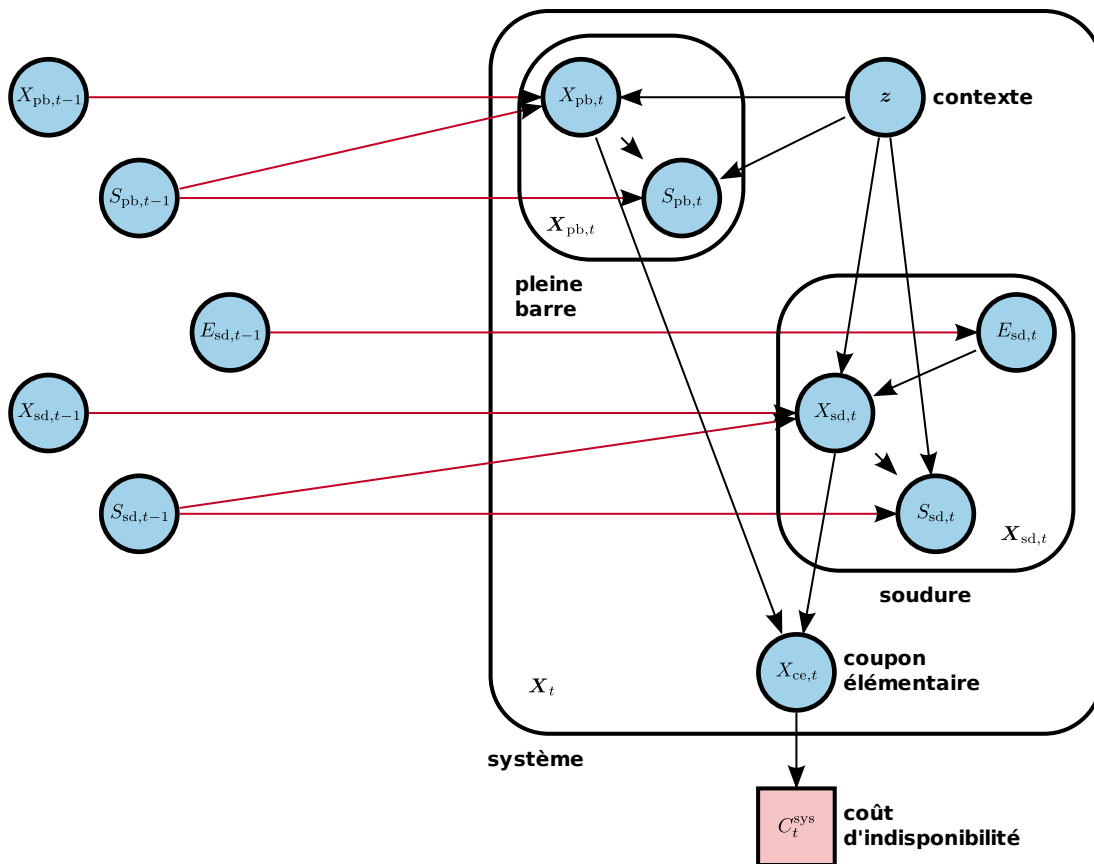 X_{pb,t−1}
X_{pb,t}
z
contexte
S_{pb,t−1}
S_{pb,t}
X_{pb,t}
pleine
barre
E_{sd,t−1}
E_{sd,t}
X_{sd,t−1}
X_{sd,t}
S_{sd,t−1}
S_{sd,t}
X_{sd,t}
soudure
X_{ce,t}
coupon
élémentaire
X_t
système
C_t^{sys}
coût
d'indisponibilité